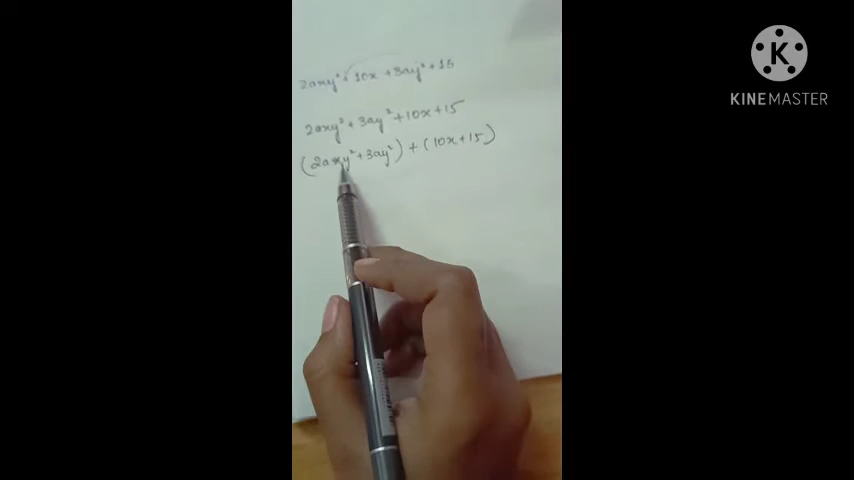 2axy² + 10x + 3ay² + 15
2axy² + 3ay² + 10x + 15
(2axy² + 3ay²) + (10x + 15)
K
KINEMASTER